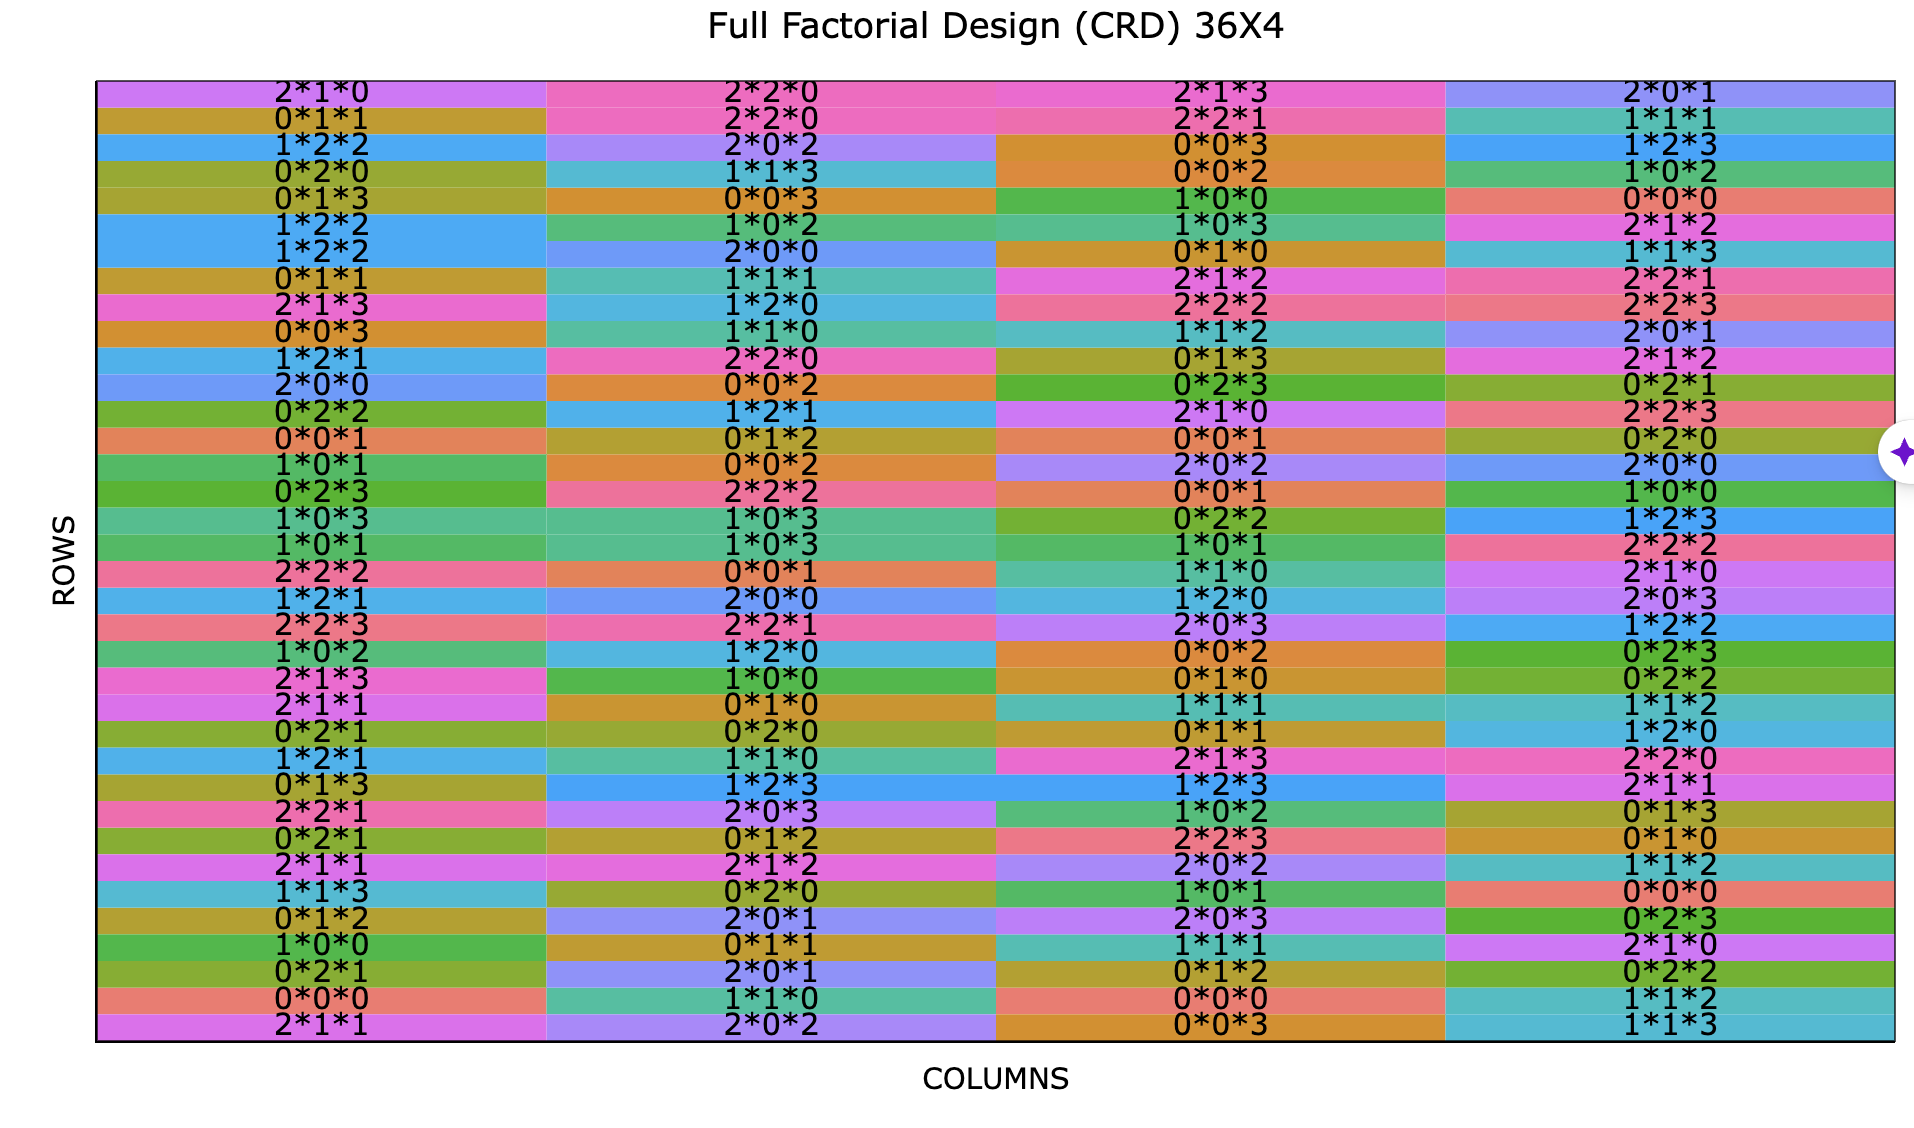 Full Factorial Design (CRD) 36X4
2*1*0 2*2*0 2*1*3 2*0*1
0*1*1 2*2*0 2*2*1 1*1*1
1*2*2 2*0*2 0*0*3 1*2*3
0*2*0 1*1*3 0*0*2 1*0*2
0*1*3 0*0*3 1*0*0 0*0*0
1*2*2 1*0*2 1*0*3 2*1*2
1*2*2 2*0*0 0*1*0 1*1*3
0*1*1 1*1*1 2*1*2 2*2*1
2*1*3 1*2*0 2*2*2 2*2*3
0*0*3 1*1*0 1*1*2 2*0*1
1*2*1 2*2*0 0*1*3 2*1*2
2*0*0 0*0*2 0*2*3 0*2*1
0*2*2 1*2*1 2*1*0 2*2*3
0*0*1 0*1*2 0*0*1 0*2*0
1*0*1 0*0*2 2*0*2 2*0*0
0*2*3 2*2*2 0*0*1 1*0*0
1*0*3 1*0*3 0*2*2 1*2*3
1*0*1 1*0*3 1*0*1 2*2*2
2*2*2 0*0*1 1*1*0 2*1*0
1*2*1 2*0*0 1*2*0 2*0*3
2*2*3 2*2*1 2*0*3 1*2*2
1*0*2 1*2*0 0*0*2 0*2*3
2*1*3 1*0*0 0*1*0 0*2*2
2*1*1 0*1*0 1*1*1 1*1*2
0*2*1 0*2*0 0*1*1 1*2*0
1*2*1 1*1*0 2*1*3 2*2*0
0*1*3 1*2*3 1*2*3 2*1*1
2*2*1 2*0*3 1*0*2 0*1*3
0*2*1 0*1*2 2*2*3 0*1*0
2*1*1 2*1*2 2*0*2 1*1*2
1*1*3 0*2*0 1*0*1 0*0*0
0*1*2 2*0*1 2*0*3 0*2*3
1*0*0 0*1*1 1*1*1 2*1*0
0*2*1 2*0*1 0*1*2 0*2*2
0*0*0 1*1*0 0*0*0 1*1*2
2*1*1 2*0*2 0*0*3 1*1*3
ROWS
COLUMNS